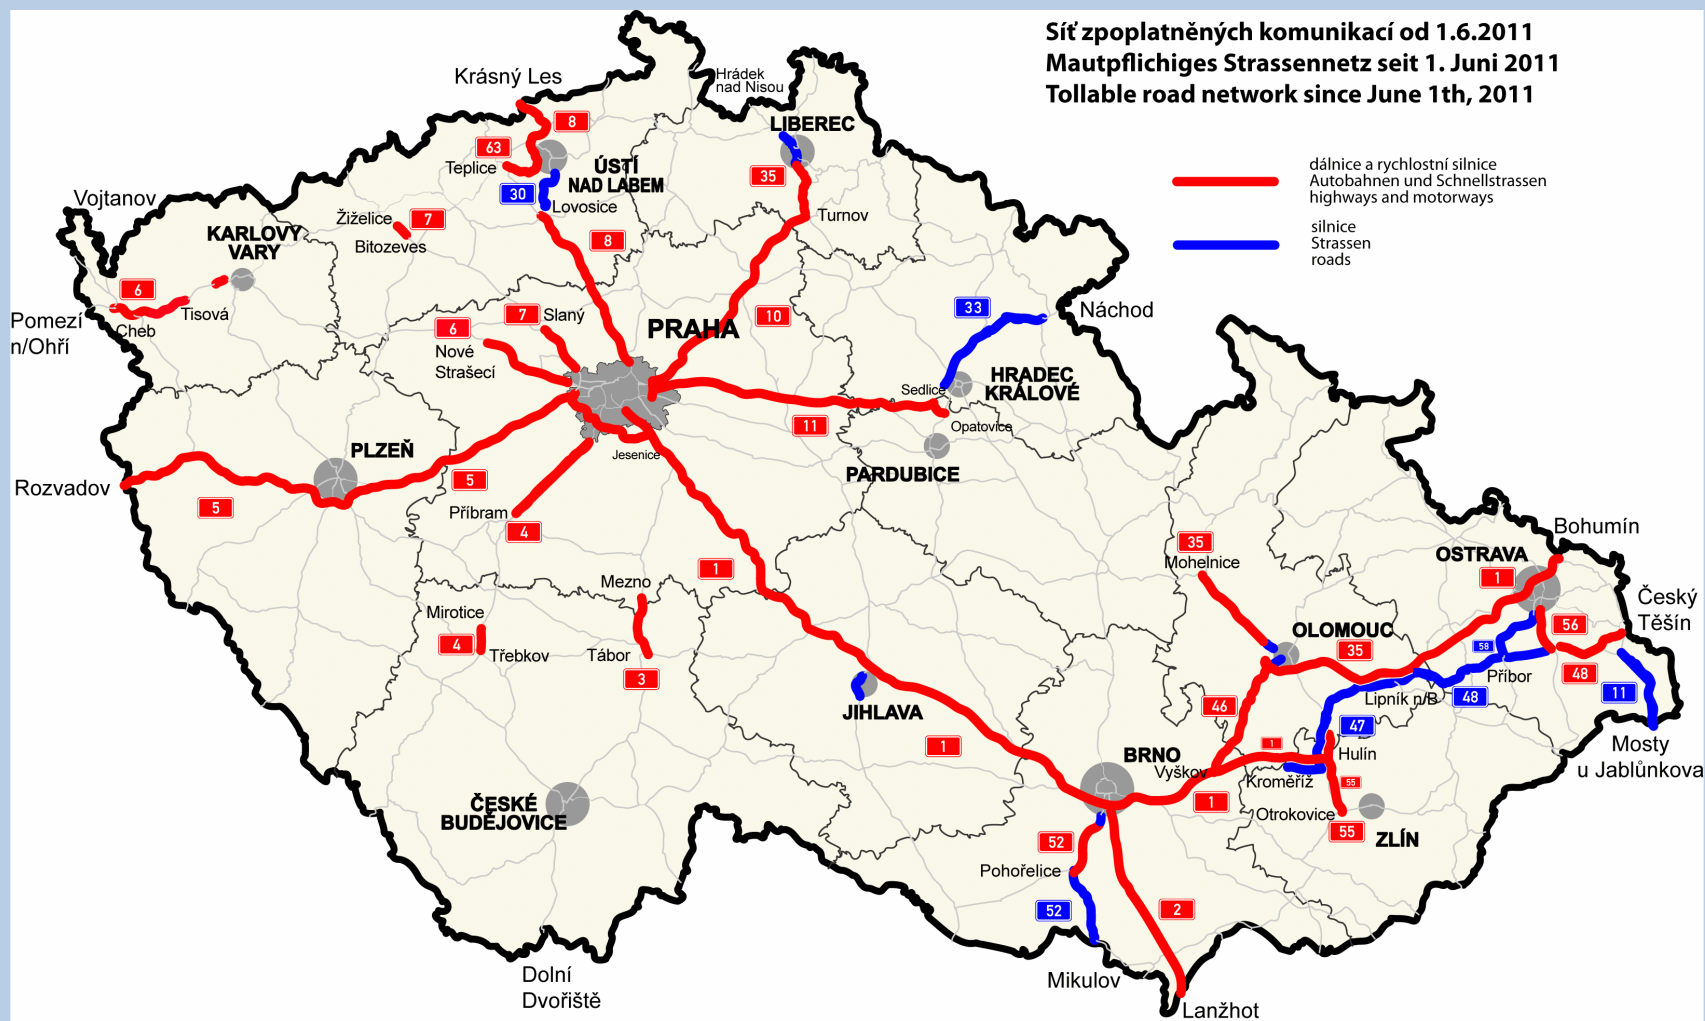 Síť zpoplatněných komunikací od 1.6.2011
Mautpflichiges Strassennetz seit 1. Juni 2011
Tollable road network since June 1th, 2011
dálnice a rychlostní silnice
Autobahnen und Schnellstrassen
highways and motorways
silnice
Strassen
roads
Krásný Les
Hrádek
nad Nisou
8
LIBEREC
63
Teplice
ÚSTÍ
NAD LABEM
35
30
Lovosice
Vojtanov
Žiželice
7
Bitozeves
Turnov
KARLOVY
VARY
8
6
Tisová
Cheb
Pomezí
n/Ohří
7
Slaný
6
Nové
Strašecí
PRAHA
10
33
Náchod
HRADEC
KRÁLOVÉ
Sedlice
11
Opatovice
PARDUBICE
Jesenice
PLZEŇ
Rozvadov
5
5
Příbram
4
Bohumín
OSTRAVA
35
Mohelnice
1
1
Mezno
Mirotice
4
Třebkov
Tábor
3
Český
Těšín
56
OLOMOUC
35
58
Příbor
48
48
Lipník n/B
11
JIHLAVA
46
47
1
1
Hulín
Mosty
u Jablůnkova
BRNO
Vyškov
Kroměříž
55
1
Otrokovice
55
ZLÍN
ČESKÉ
BUDĚJOVICE
52
Pohořelice
52
2
Dolní
Dvořiště
Mikulov
Lanžhot